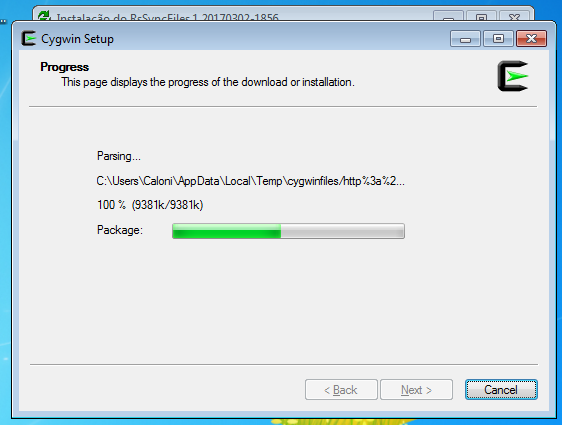 Instalação do RsSyncFiles 1.20170302-1856
Cygwin Setup
Progress
This page displays the progress of the download or installation.
Parsing...
C:\Users\Caloni\AppData\Local\Temp\cygwinfiles/http%3a%2...
100 % (9381k/9381k)
Package:
< Back
Next >
Cancel